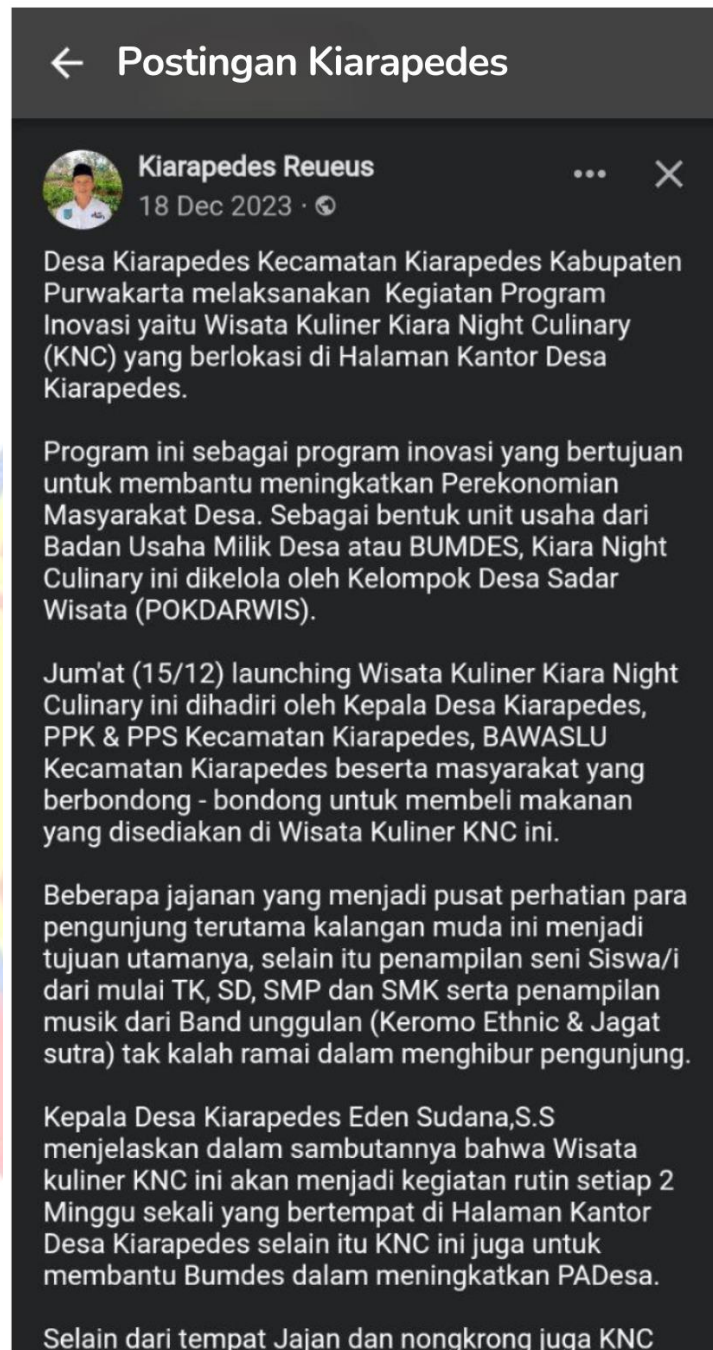 Postingan Kiarapedes
Kiarapedes Reueus
18 Dec 2023 ·
Desa Kiarapedes Kecamatan Kiarapedes Kabupaten
Purwakarta melaksanakan  Kegiatan Program
Inovasi yaitu Wisata Kuliner Kiara Night Culinary
(KNC) yang berlokasi di Halaman Kantor Desa
Kiarapedes.
Program ini sebagai program inovasi yang bertujuan
untuk membantu meningkatkan Perekonomian
Masyarakat Desa. Sebagai bentuk unit usaha dari
Badan Usaha Milik Desa atau BUMDES, Kiara Night
Culinary ini dikelola oleh Kelompok Desa Sadar
Wisata (POKDARWIS).
Jum'at (15/12) launching Wisata Kuliner Kiara Night
Culinary ini dihadiri oleh Kepala Desa Kiarapedes,
PPK & PPS Kecamatan Kiarapedes, BAWASLU
Kecamatan Kiarapedes beserta masyarakat yang
berbondong - bondong untuk membeli makanan
yang disediakan di Wisata Kuliner KNC ini.
Beberapa jajanan yang menjadi pusat perhatian para
pengunjung terutama kalangan muda ini menjadi
tujuan utamanya, selain itu penampilan seni Siswa/i
dari mulai TK, SD, SMP dan SMK serta penampilan
musik dari Band unggulan (Keromo Ethnic & Jagat
sutra) tak kalah ramai dalam menghibur pengunjung.
Kepala Desa Kiarapedes Eden Sudana,S.S
menjelaskan dalam sambutannya bahwa Wisata
kuliner KNC ini akan menjadi kegiatan rutin setiap 2
Minggu sekali yang bertempat di Halaman Kantor
Desa Kiarapedes selain itu KNC ini juga untuk
membantu Bumdes dalam meningkatkan PADesa.
Selain dari tempat Jajan dan nongkrong juga KNC